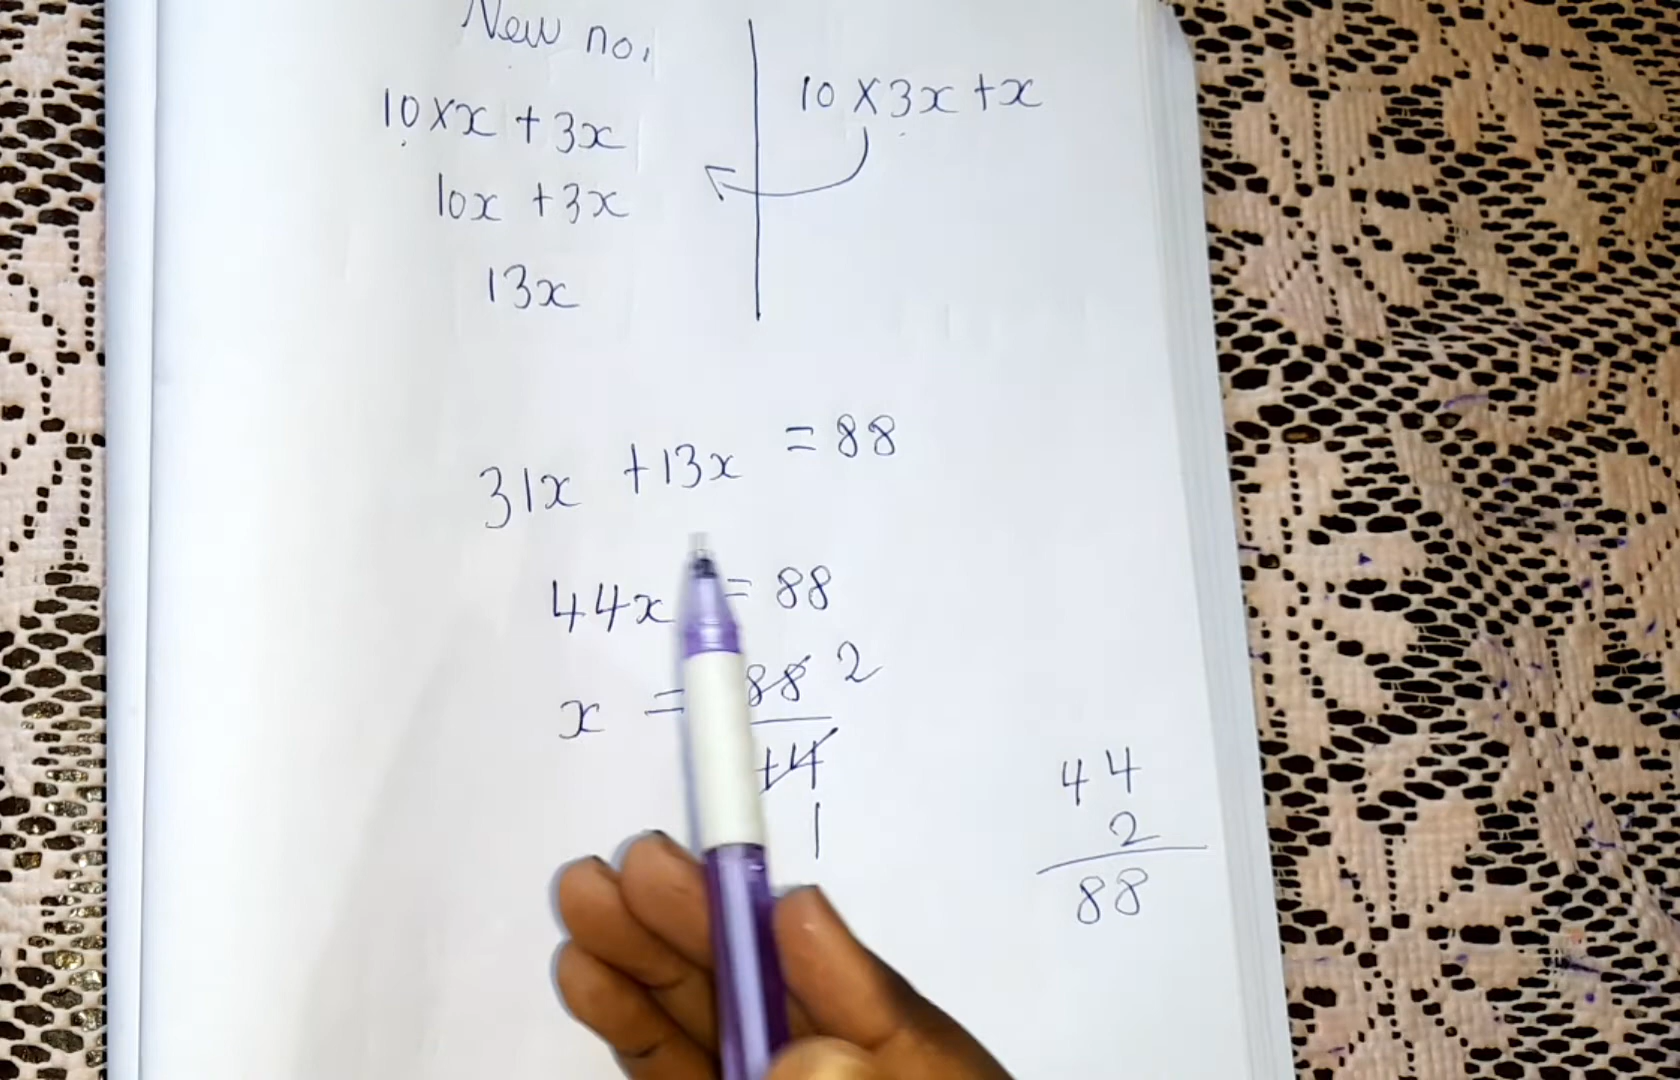 New no.
10×x + 3x
10x + 3x
13x
10 × 3x + x
31x + 13x = 88
44x = 88
x = 88 2
44
1
44
2
88